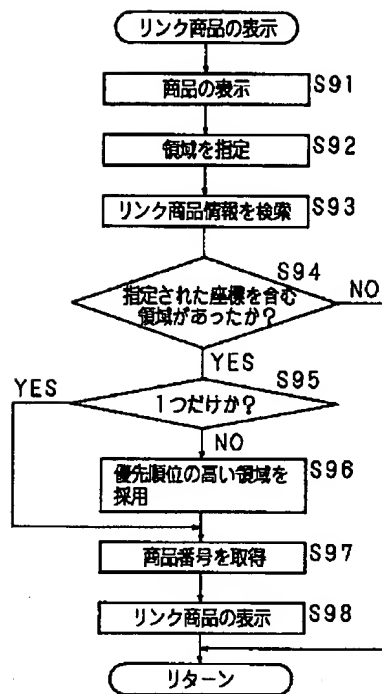 リンク商品の表示
商品の表示 S91
領域を指定 S92
リンク商品情報を検索 S93
S94
指定された座標を含む NO
領域があったか?
YES
YES S95
1つだけか?
NO
優先順位の高い領域を S96
採用
商品番号を取得 S97
リンク商品の表示 S98
リターン